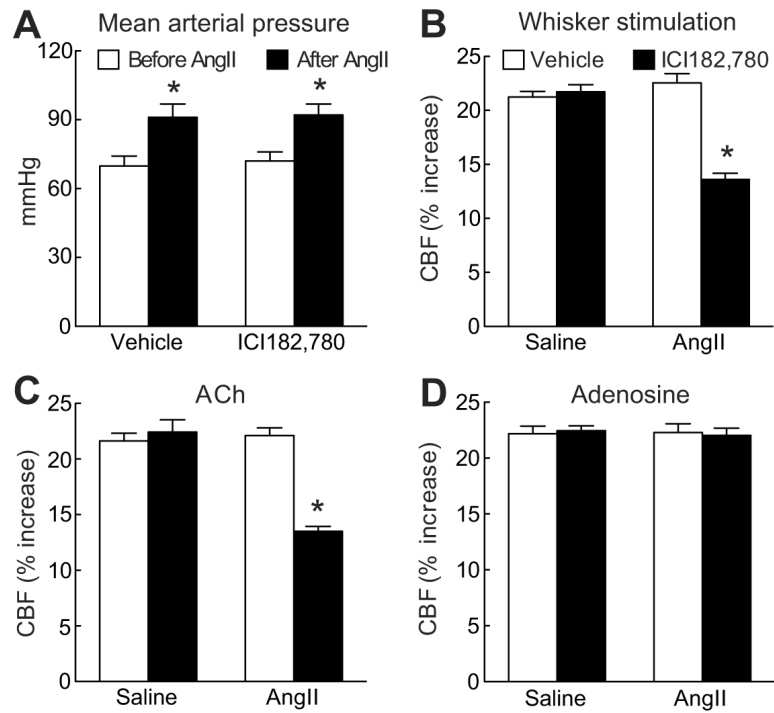 A Mean arterial pressure
120
Before AngII After AngII
* *
90
60
30
0
mmHg
Vehicle ICI182,780
B Whisker stimulation
25
Vehicle ICI182,780
20
15
*
10
5
0
CBF (% increase)
Saline AngII
C ACh
25
20
15
*
10
5
0
CBF (% increase)
Saline AngII
D Adenosine
25
20
15
10
5
0
CBF (% increase)
Saline AngII